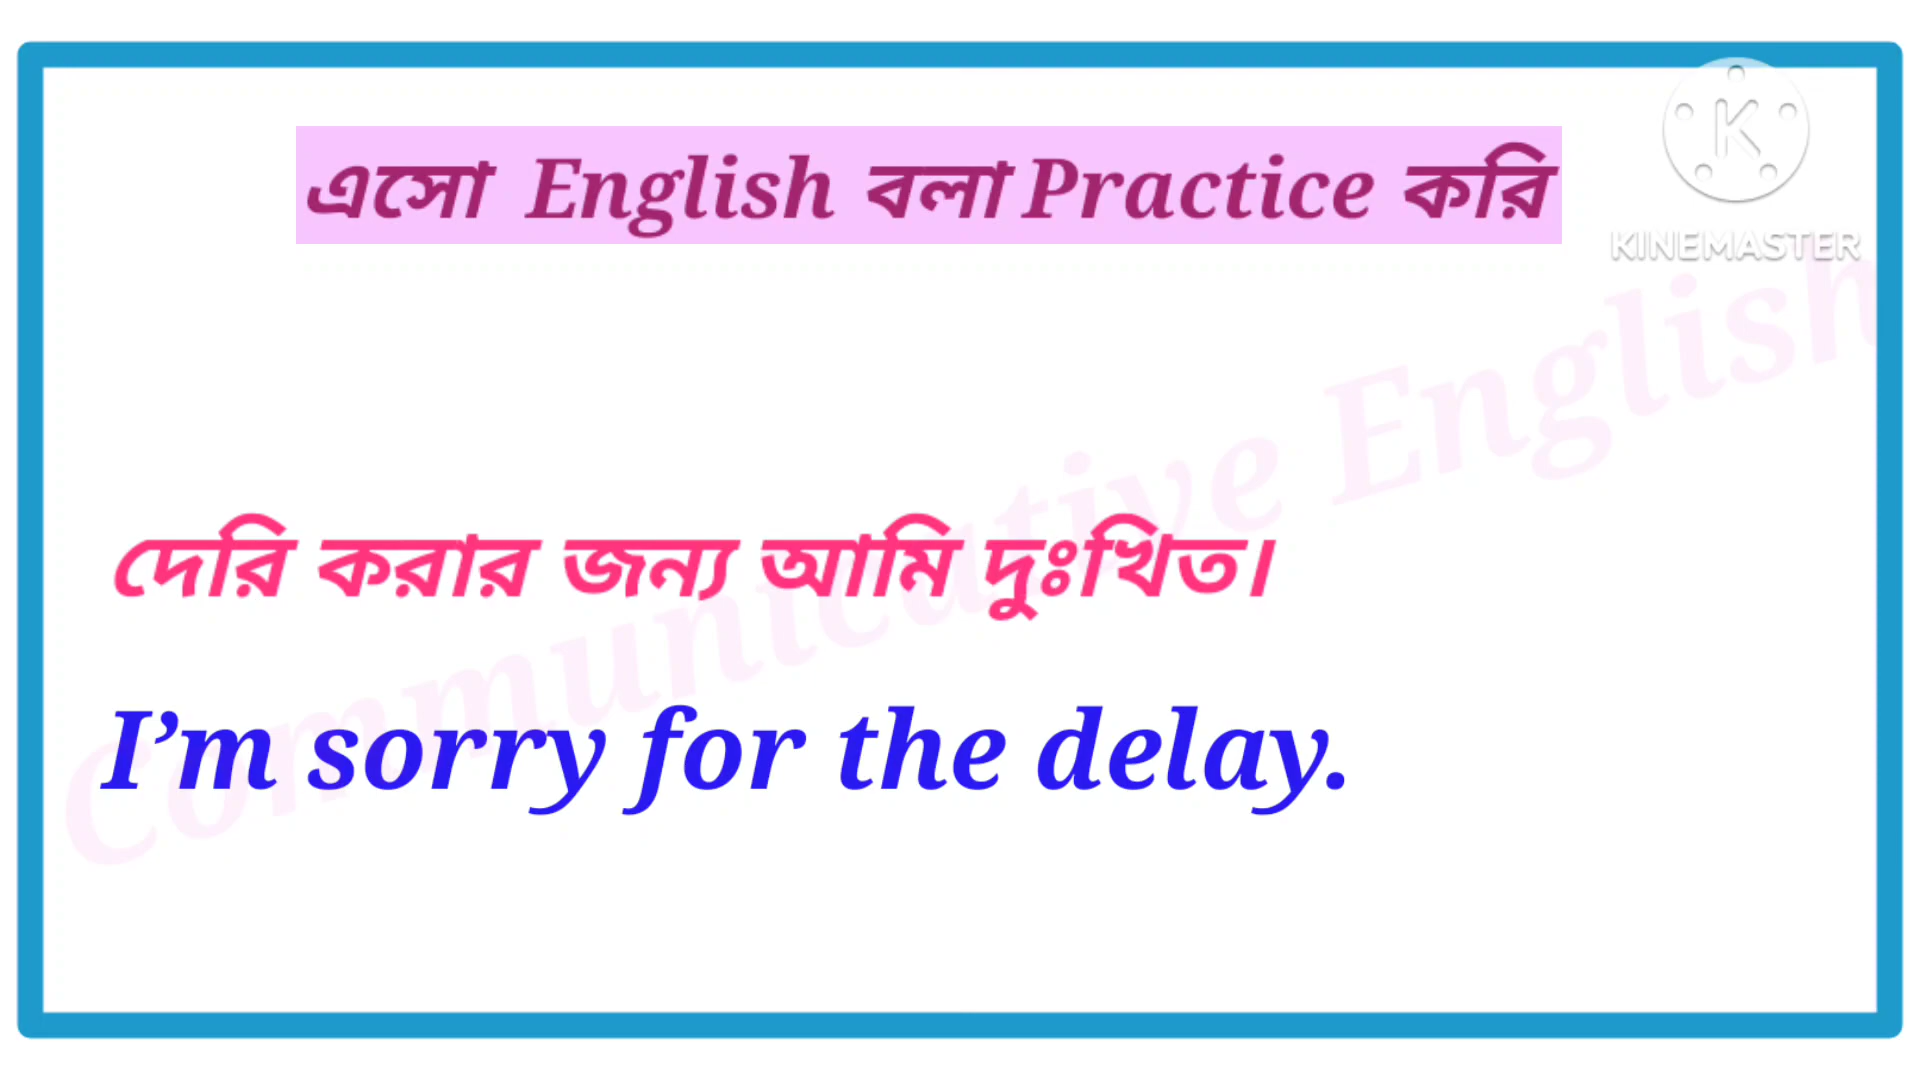 এসো English বলা Practice করি
KINEMASTER
Communicative English
দেরি করার জন্য আমি দুঃখিত।
I’m sorry for the delay.